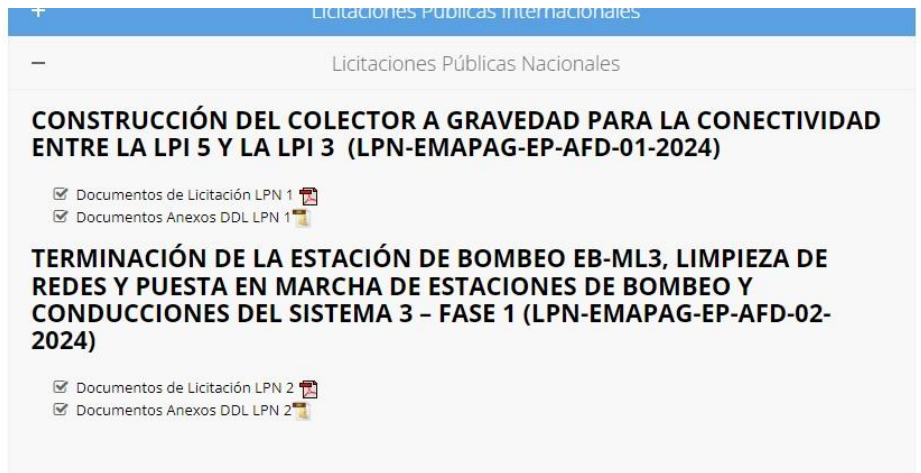 Licitaciones Públicas Internacionales
Licitaciones Públicas Nacionales
CONSTRUCCIÓN DEL COLECTOR A GRAVEDAD PARA LA CONECTIVIDAD
ENTRE LA LPI 5 Y LA LPI 3 (LPN-EMAPAG-EP-AFD-01-2024)
Documentos de Licitación LPN 1
Documentos Anexos DDL LPN 1
TERMINACIÓN DE LA ESTACIÓN DE BOMBEO EB-ML3, LIMPIEZA DE
REDES Y PUESTA EN MARCHA DE ESTACIONES DE BOMBEO Y
CONDUCCIONES DEL SISTEMA 3 – FASE 1 (LPN-EMAPAG-EP-AFD-02-
2024)
Documentos de Licitación LPN 2
Documentos Anexos DDL LPN 2